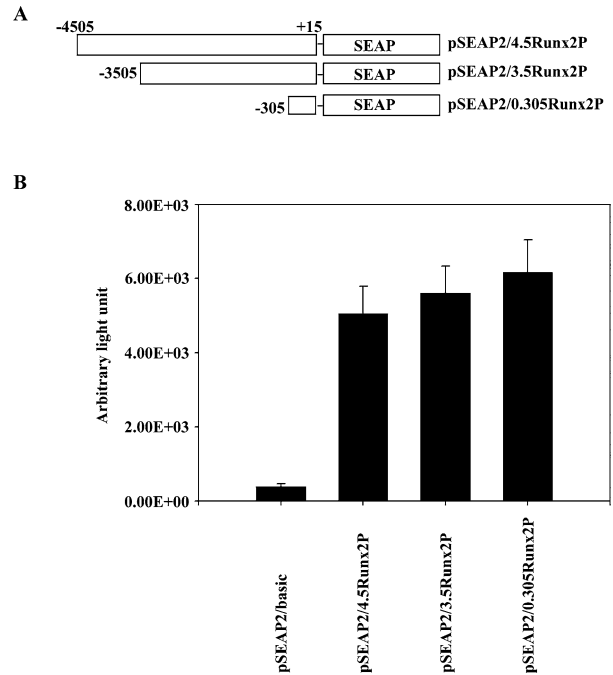 A
-4505 +15
SEAP pSEAP2/4.5Runx2P
-3505 SEAP pSEAP2/3.5Runx2P
-305 SEAP pSEAP2/0.305Runx2P
B
8.00E+03
6.00E+03
4.00E+03
2.00E+03
0.00E+00
Arbitrary light unit
pSEAP2/basic
pSEAP2/4.5Runx2P
pSEAP2/3.5Runx2P
pSEAP2/0.305Runx2P